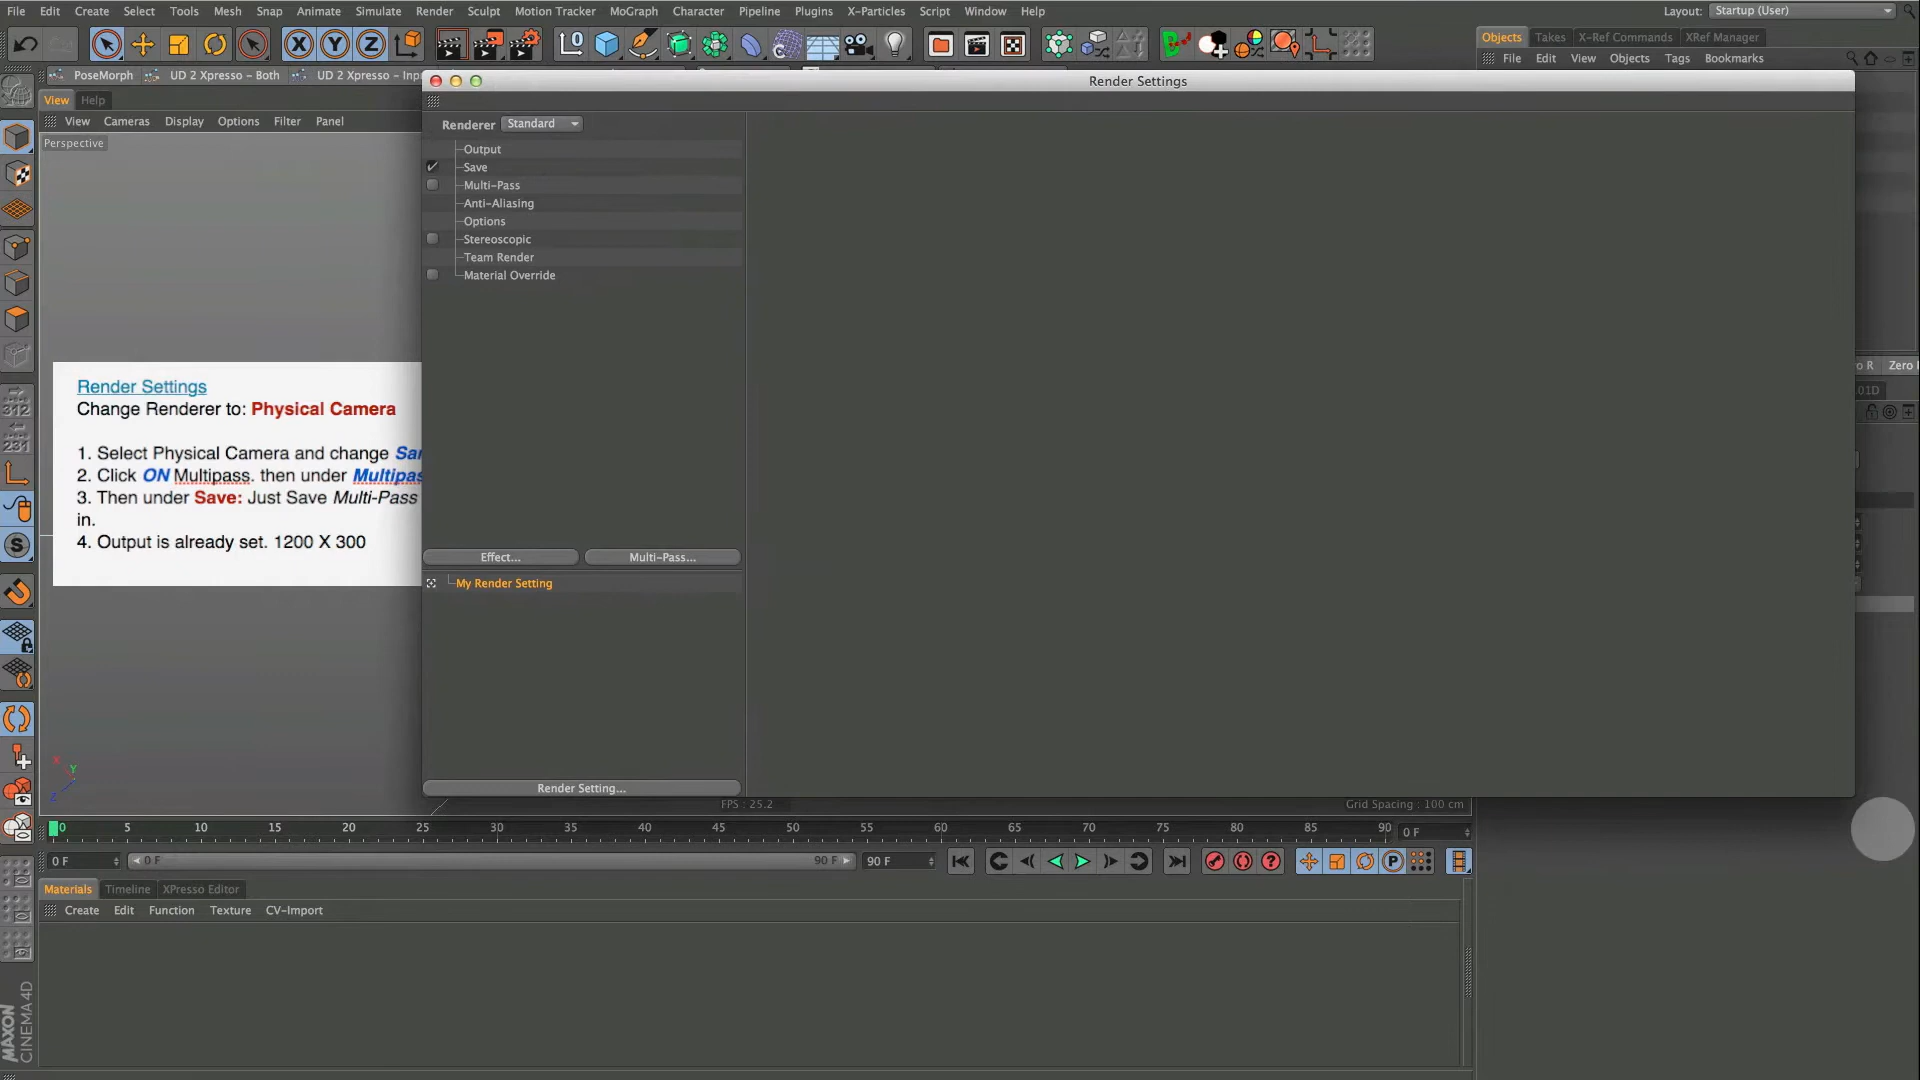 File Edit Create Select Tools Mesh Snap Animate Simulate Render Sculpt Motion Tracker MoGraph Character Pipeline Plugins X-Particles Script Window Help
Layout: Startup (User)
X Y Z
Objects Takes X-Ref Comments XRef Manager
File Edit View Objects Tags Bookmarks
PoseMorph UD 2 Xpresso - Both UD 2 Xpresso - Inp
Render Settings
View Help
View Cameras Display Options Filter Panel
Perspective
Renderer Standard
Output
Save
Multi-Pass
Anti-Aliasing
Options
Stereoscopic
Team Render
Material Override
Effect... Multi-Pass...
My Render Setting
Render Setting...
Render Settings
Change Renderer to: Physical Camera
1. Select Physical Camera and change Sa
2. Click ON Multipass. then under Multipas
3. Then under Save: Just Save Multi-Pass
in.
4. Output is already set. 1200 X 300
o R Zero
.01D
312
231
S
X Y Z
FPS : 25.2
Grid Spacing : 100 cm
0 5 10 15 20 25 30 35 40 45 50 55 60 65 70 75 80 85 90 0 F
0 F 0 F 90 F 90 F
P
Materials Timeline XPresso Editor
Create Edit Function Texture CV-Import
MAXON
CINEMA 4D